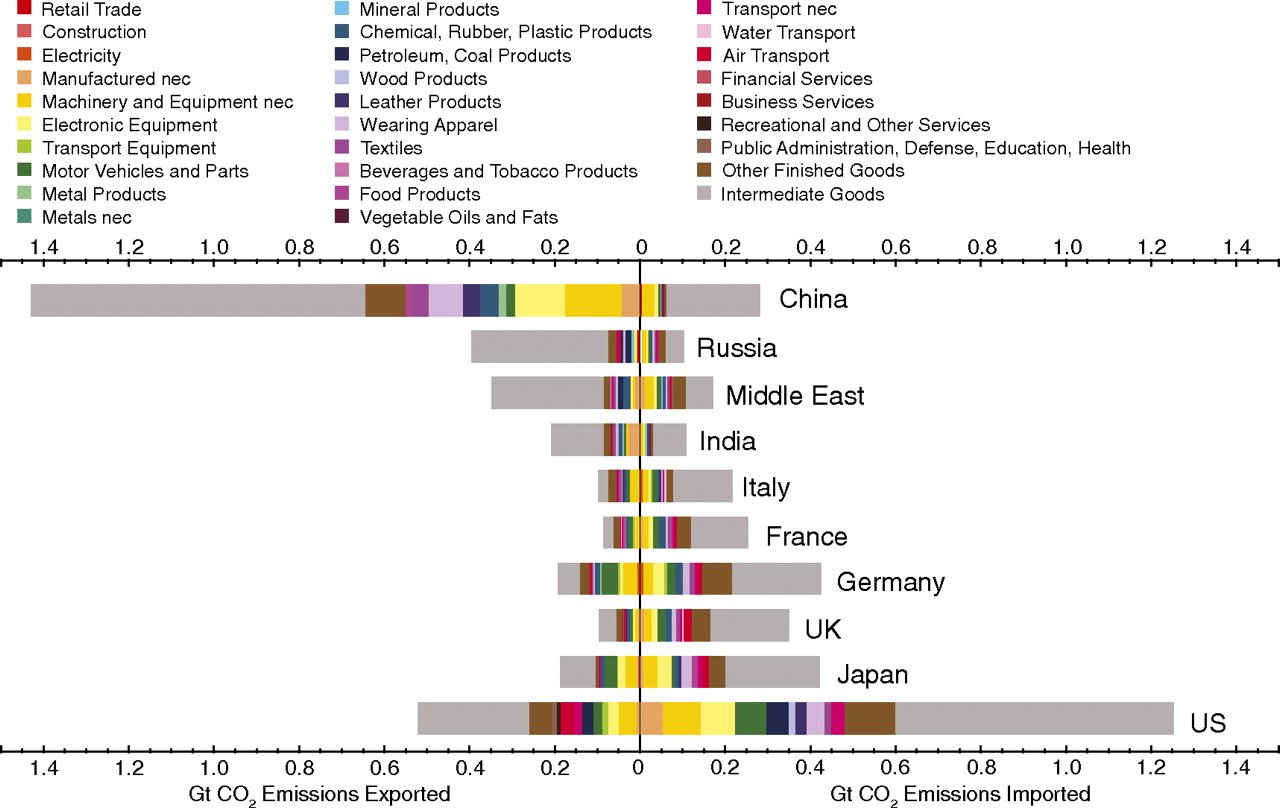 Retail Trade
Construction
Electricity
Manufactured nec
Machinery and Equipment nec
Electronic Equipment
Transport Equipment
Motor Vehicles and Parts
Metal Products
Metals nec
Mineral Products
Chemical, Rubber, Plastic Products
Petroleum, Coal Products
Wood Products
Leather Products
Wearing Apparel
Textiles
Beverages and Tobacco Products
Food Products
Vegetable Oils and Fats
Transport nec
Water Transport
Air Transport
Financial Services
Business Services
Recreational and Other Services
Public Administration, Defense, Education, Health
Other Finished Goods
Intermediate Goods
1.4 1.2 1.0 0.8 0.6 0.4 0.2 0 0.2 0.4 0.6 0.8 1.0 1.2 1.4
China
Russia
Middle East
India
Italy
France
Germany
UK
Japan
US
1.4 1.2 1.0 0.8 0.6 0.4 0.2 0 0.2 0.4 0.6 0.8 1.0 1.2 1.4
Gt CO2 Emissions Exported
Gt CO2 Emissions Imported